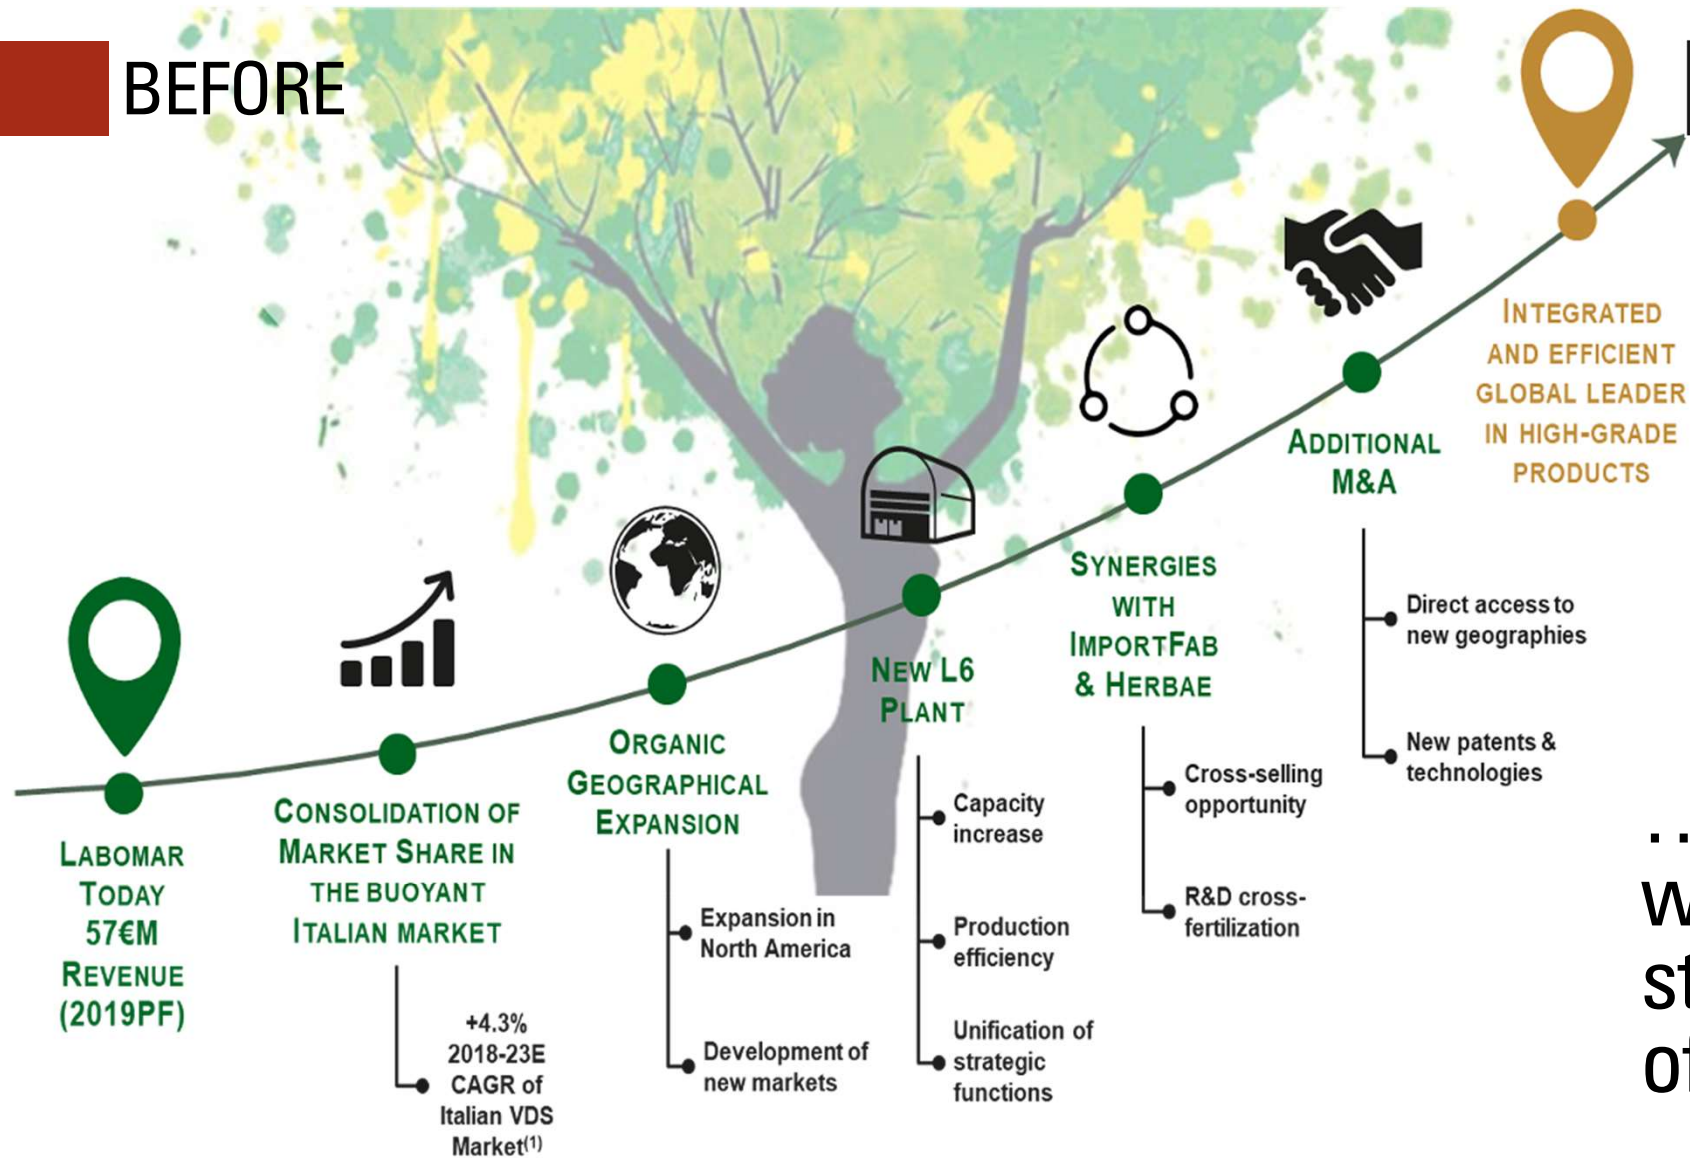 BEFORE
LABOMAR
TODAY
57€M
REVENUE
(2019PF)
CONSOLIDATION OF
MARKET SHARE IN
THE BUOYANT
ITALIAN MARKET
+4.3%
2018-23E
CAGR of
Italian VDS
Market(1)
ORGANIC
GEOGRAPHICAL
EXPANSION
Expansion in
North America
Development of
new markets
NEW L6
PLANT
Capacity
increase
Production
efficiency
Unification of
strategic
functions
SYNERGIES
WITH
IMPORTFAB
& HERBAE
Cross-selling
opportunity
R&D cross-
fertilization
ADDITIONAL
M&A
Direct access to
new geographies
New patents &
technologies
INTEGRATED
AND EFFICIENT
GLOBAL LEADER
IN HIGH-GRADE
PRODUCTS